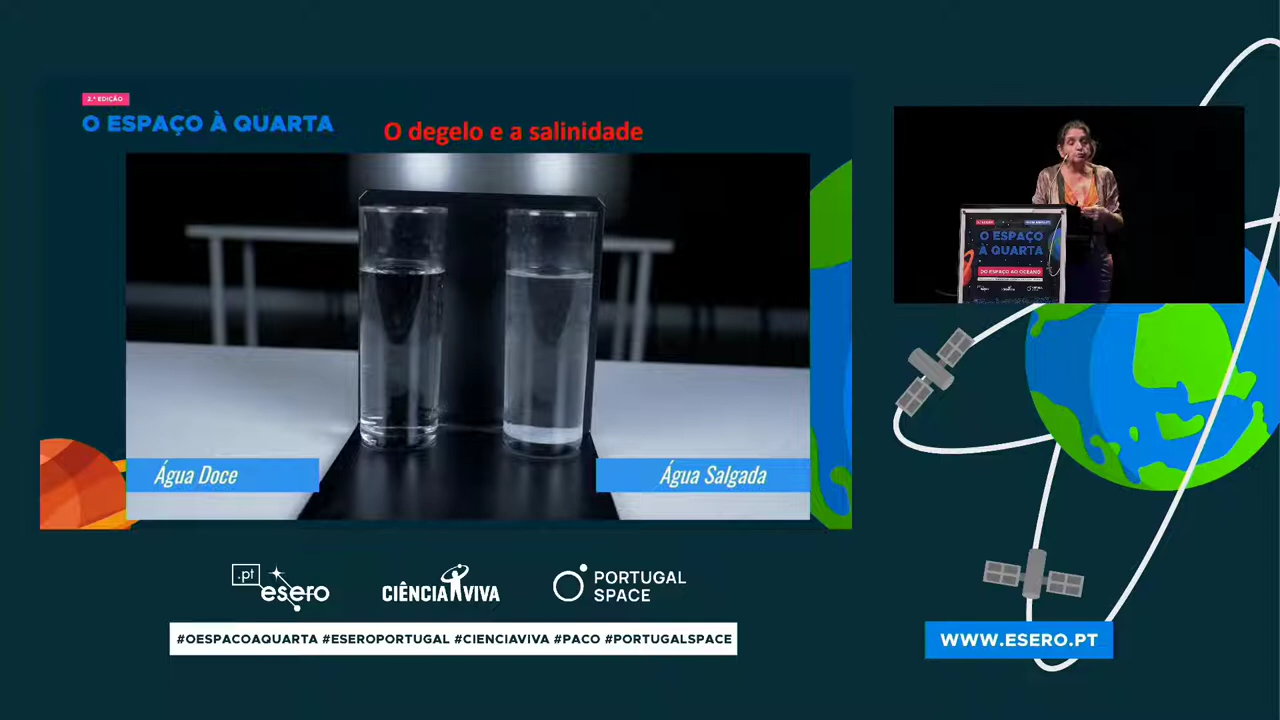 2.ª EDIÇÃO
O ESPAÇO À QUARTA
O degelo e a salinidade
Água Doce
Água Salgada
O ESPAÇO
À QUARTA
DO ESPAÇO AO OCEANO
.pt
esero
CIÊNCIA VIVA
PORTUGAL
SPACE
#OESPACOAQUARTA #ESEROPORTUGAL #CIENCIAVIVA #PACO #PORTUGALSPACE
WWW.ESERO.PT